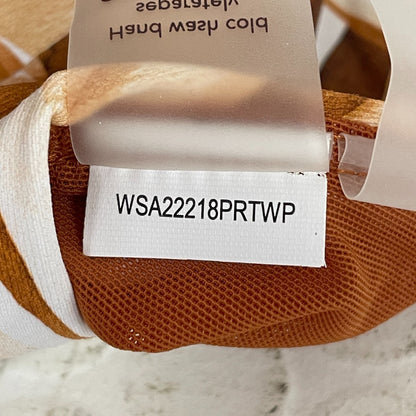 Hand wash cold
separately
WSA22218PRTWP